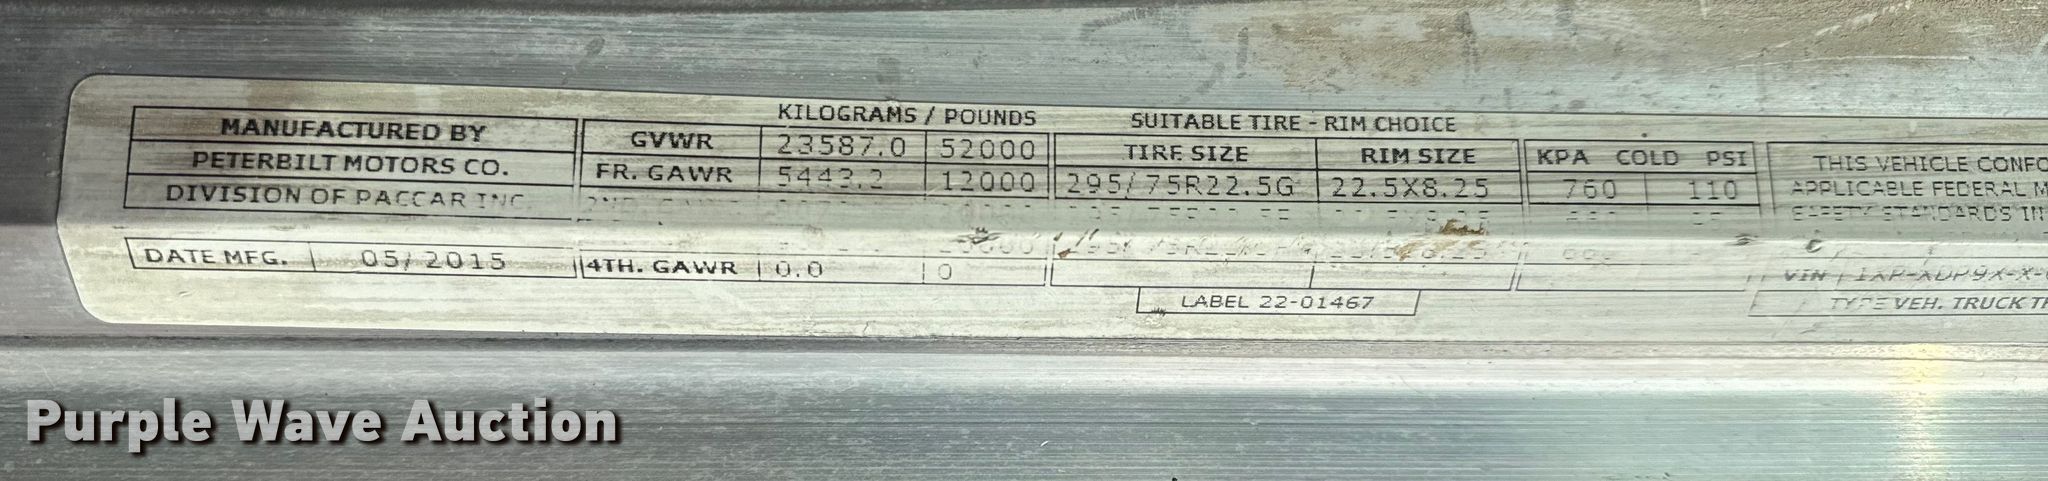 KILOGRAMS / POUNDS SUITABLE TIRE - RIM CHOICE
MANUFACTURED BY GVWR 23587.0 52000 TIRE SIZE RIM SIZE KPA COLD PSI THIS VEHICLE CONFO
PETERBILT MOTORS CO. FR. GAWR 5443.2 12000 295/75R22.5G 22.5X8.25 760 110 APPLICABLE FEDERAL M
DIVISION OF PACCAR INC. SAFETY STANDARDS IN
DATE MFG. 05/2015 4TH. GAWR 0.0 0 VIN
LABEL 22-01467 TYPE VEH. TRUCK
Purple Wave Auction